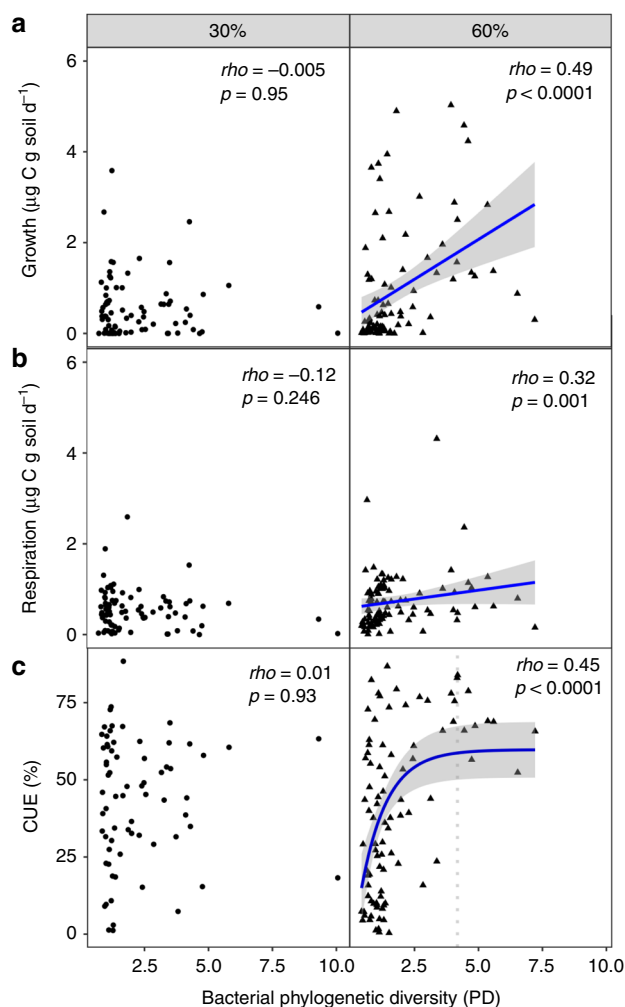 a
30%
60%
rho = −0.005
p = 0.95
rho = 0.49
p < 0.0001
Growth (µg C g soil d⁻¹)
6
4
2
0
b
rho = −0.12
p = 0.246
rho = 0.32
p = 0.001
Respiration (µg C g soil d⁻¹)
6
4
2
0
c
rho = 0.01
p = 0.93
rho = 0.45
p < 0.0001
CUE (%)
75
50
25
0
2.5 5.0 7.5 10.0 2.5 5.0 7.5 10.0
Bacterial phylogenetic diversity (PD)